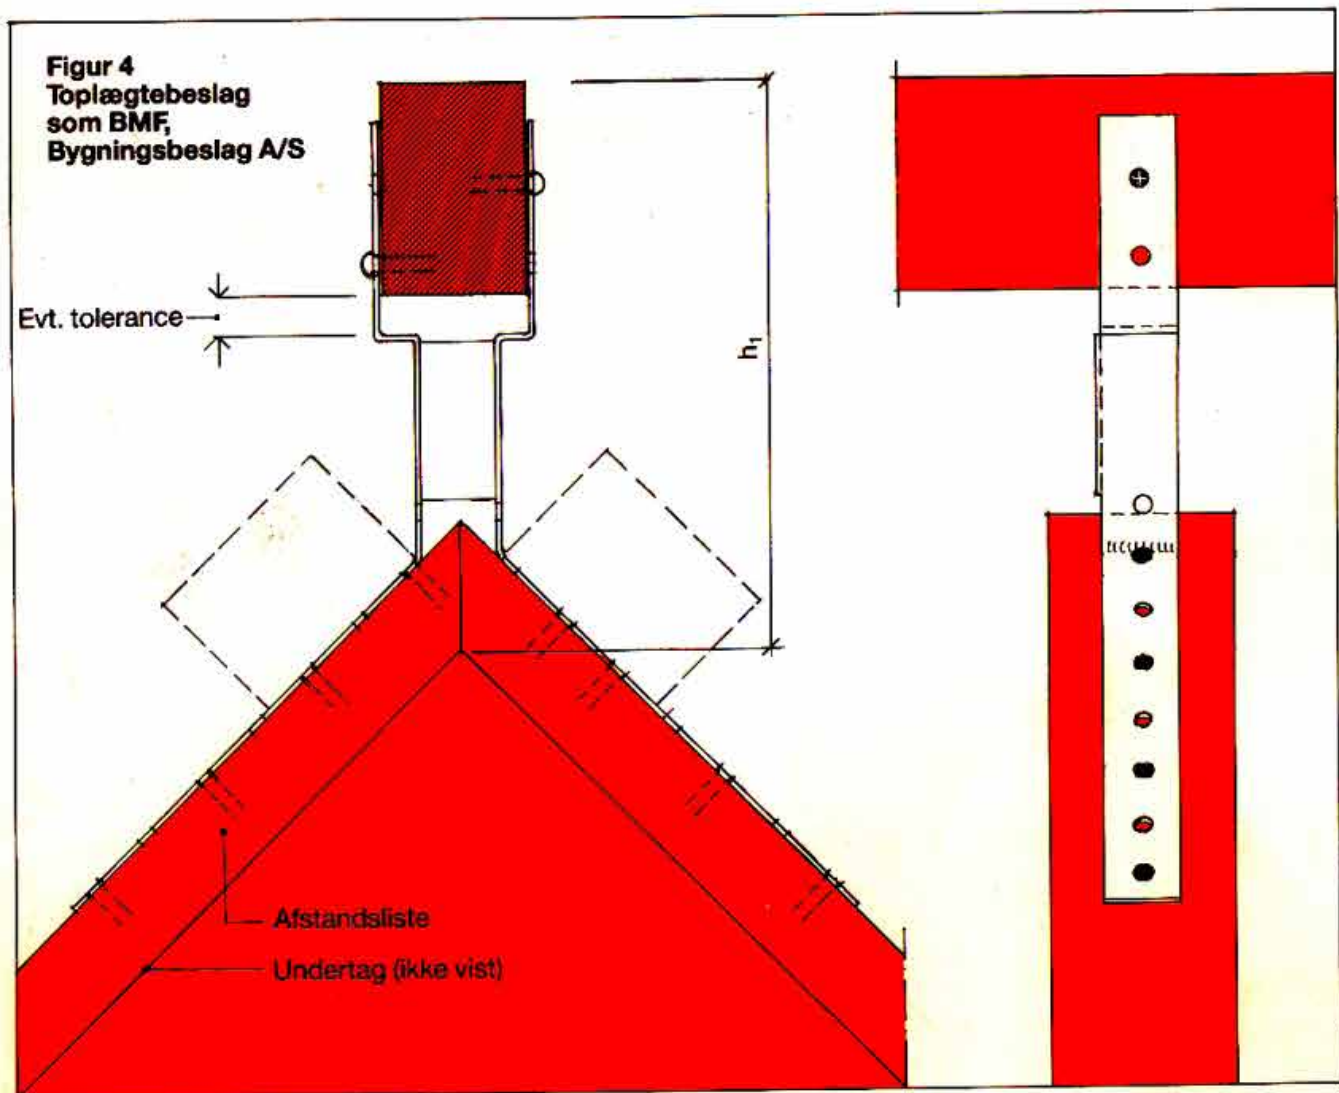 Figur 4
Toplægtebeslag
som BMF,
Bygningsbeslag A/S
Evt. tolerance
h₁
Afstandsliste
Undertag (ikke vist)